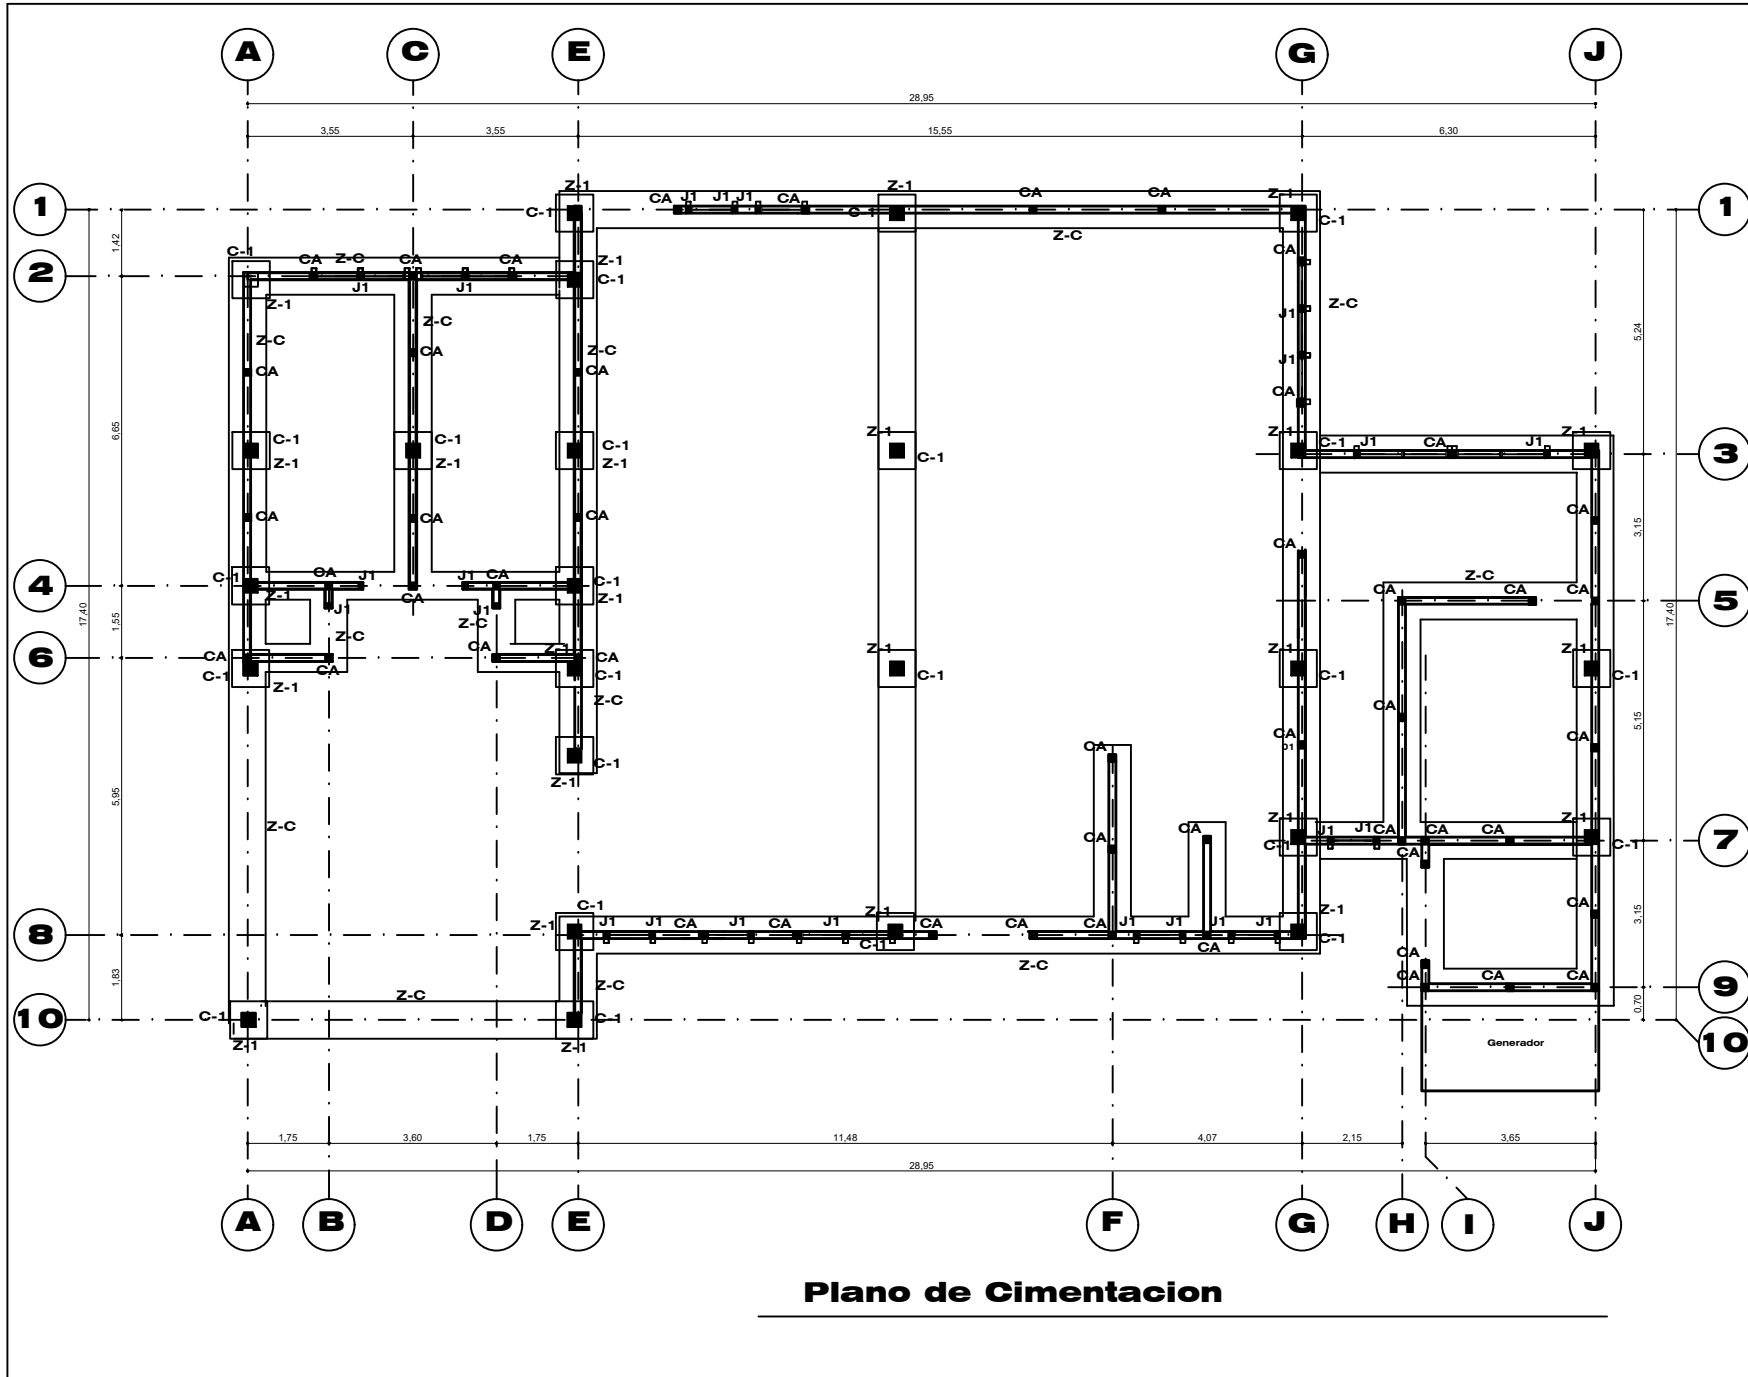 A C E G J
28,95
3,55 3,55 15,55 6,30
Z-1 Z-1 Z-1
CA J1 J1 J1 CA CA CA
1 C-1 C-1 C-1 1
1,42
Z-C
C-1
CA Z-C CA CA Z-1 CA
2 J1 J1 C-1
Z-1 Z-C
Z-C Z-C Z-C J1
5,24
CA CA CA J1
CA
6,65
C-1 C-1 C-1 Z-1 Z-1 C-1 J1 CA J1 Z-1
Z-1 Z-1 Z-1 C-1 3
CA CA CA CA
3,15
CA
4 C-1 CA J1 J1 CA C-1 Z-C
Z-1 CA Z-1 CA CA 5
17,40 1,55 J1 J1 17,40
Z-C Z-C
6 CA CA CA Z-1 CA Z-1 Z-1 Z-1
C-1 Z-1 C-1 C-1 C-1 C-1
Z-C CA
5,15
CA CA CA
01
C-1
Z-1
5,95
Z-C Z-1 Z-1
CA CA J1 J1 CA CA CA
C-1 C-1 7
CA
CA
C-1 Z-1 Z-1
Z-1 J1 J1 CA J1 CA J1 CA CA CA J1 J1 J1 J1
8 C-1 CA C-1
3,15
Z-C CA
1,83
Z-C Z-C CA CA CA 9
0,70
10 C-1 C-1
Z-1 Z-1 Generador 10
1,75 3,60 1,75 11,48 4,07 2,15 3,65
28,95
A B D E F G H I J
Plano de Cimentacion